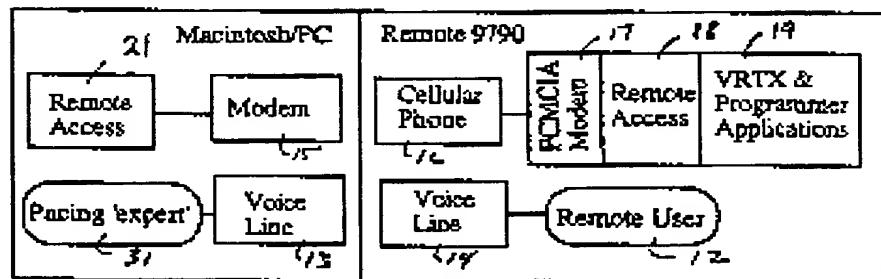 Macintosh/PC
21
Remote
Access
Modem
15
Pacing 'expert'
31
Voice
Line
13
Remote 9790
17
18
19
Cellular
Phone
16
PCMCIA
Modem
Remote
Access
VRTX &
Programmer
Applications
Voice
Line
14
Remote User
12